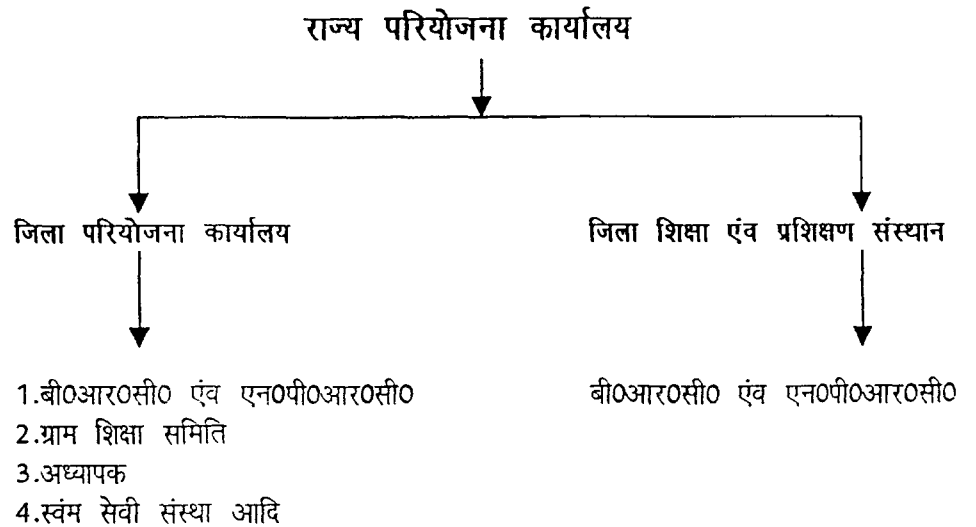 राज्य परियोजना कार्यालय
जिला परियोजना कार्यालय
जिला शिक्षा एंव प्रशिक्षण संस्थान
1.बी0आर0सी0 एंव एन0पी0आर0सी0
2.ग्राम शिक्षा समिति
3.अध्यापक
4.स्वंम सेवी संस्था आदि
बी0आर0सी0 एंव एन0पी0आर0सी0